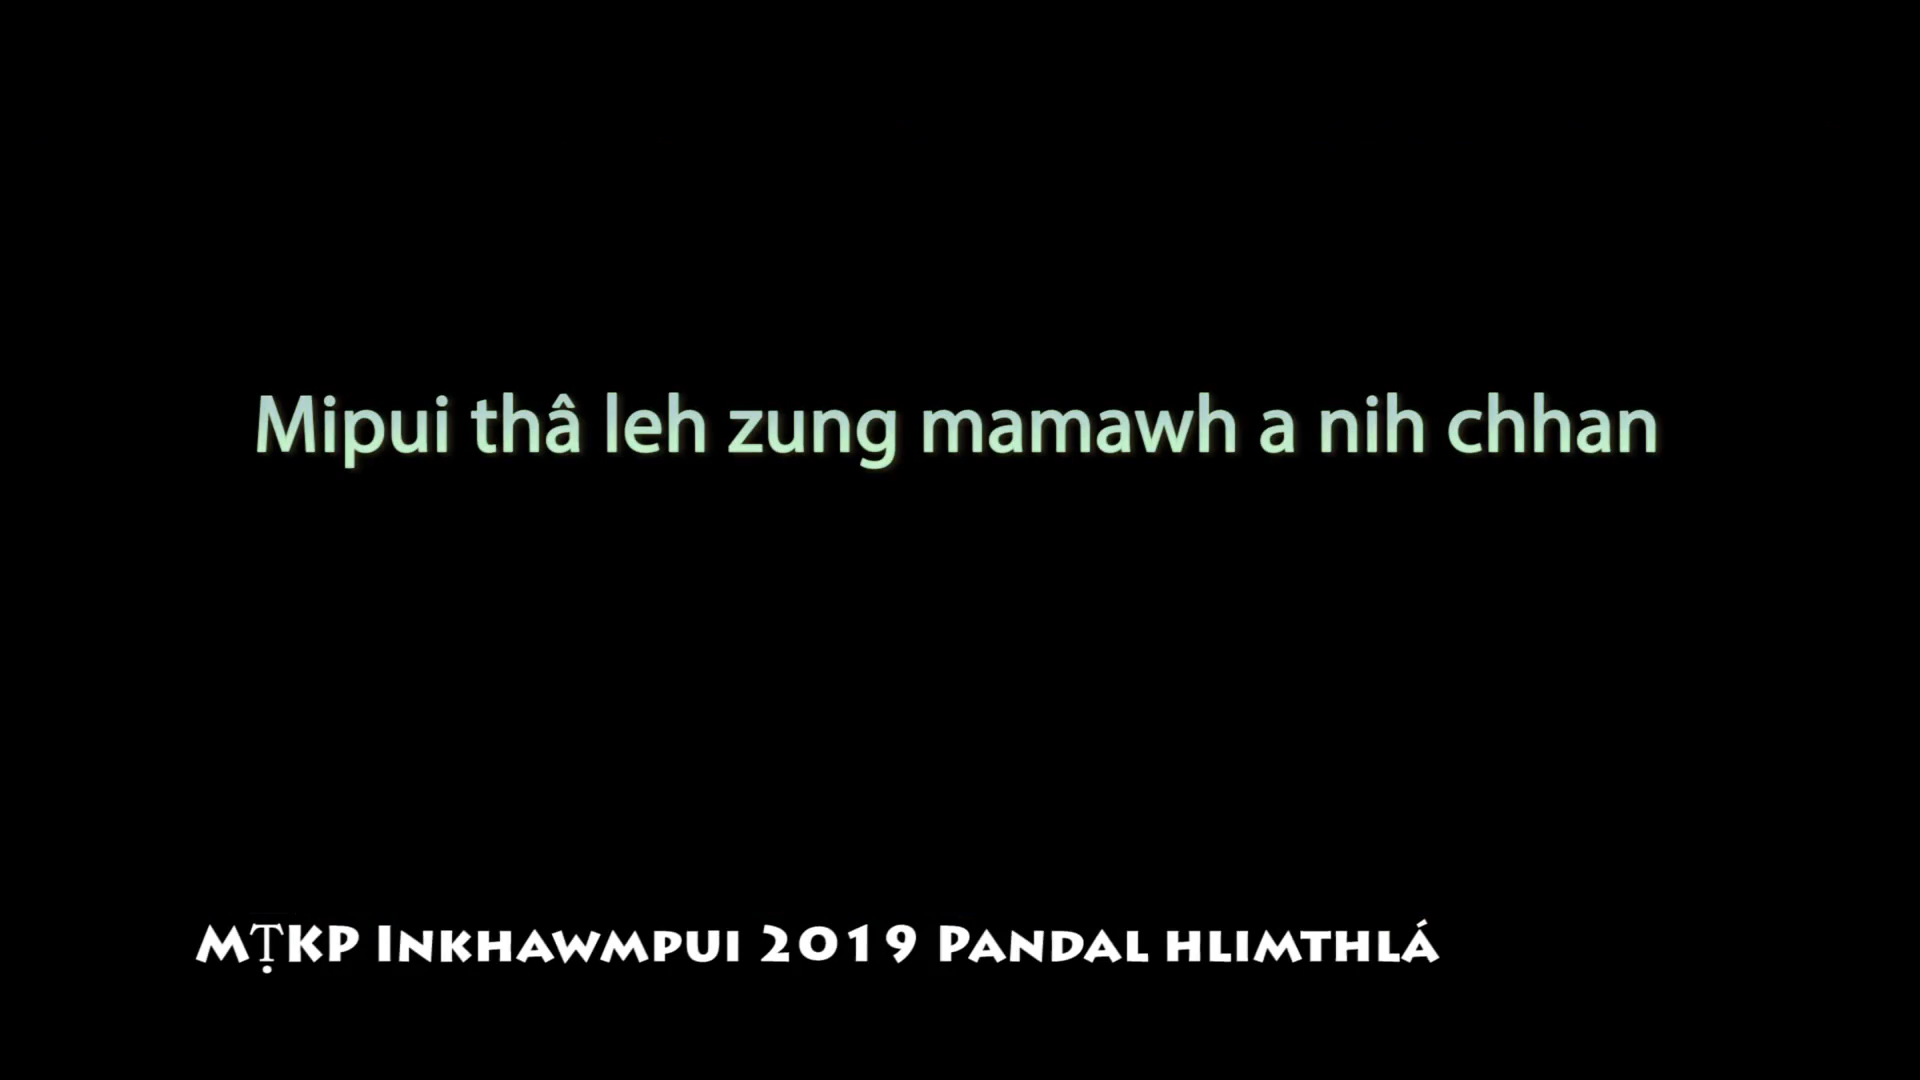 Mipui thâ leh zung mamawh a nih chhan
MṬKP Inkhawmpui 2019 Pandal hlimthlá